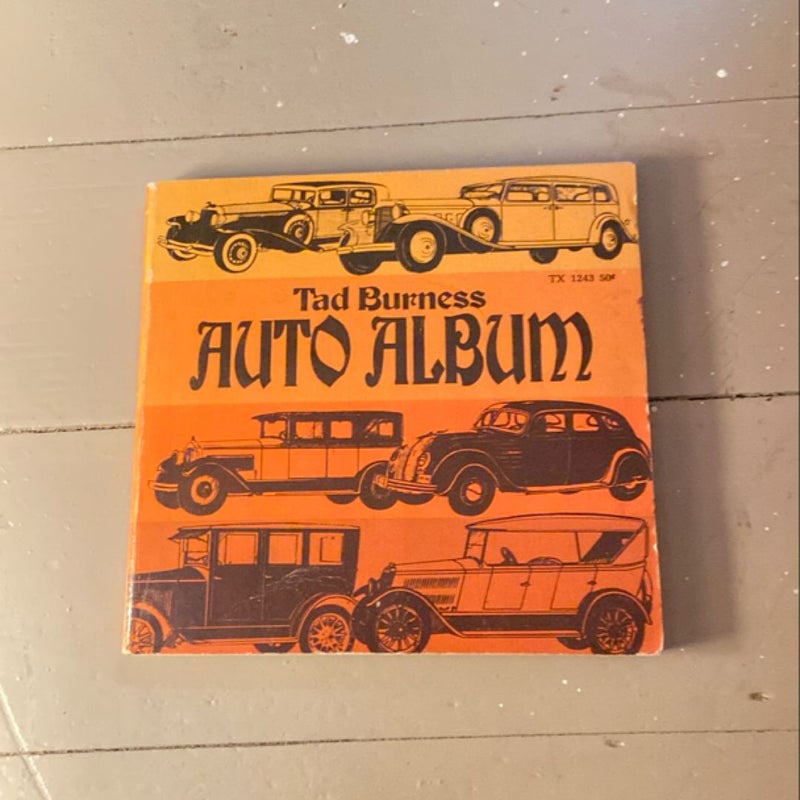 TX 1243 50¢
Tad Burness
AUTO ALBUM